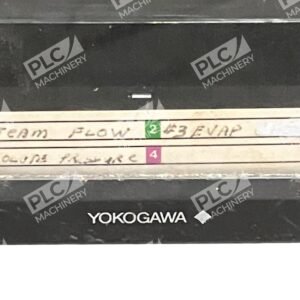 TEAM FLOW 2 #3 EVAP
4
YOKOGAWA
PLC MACHINERY